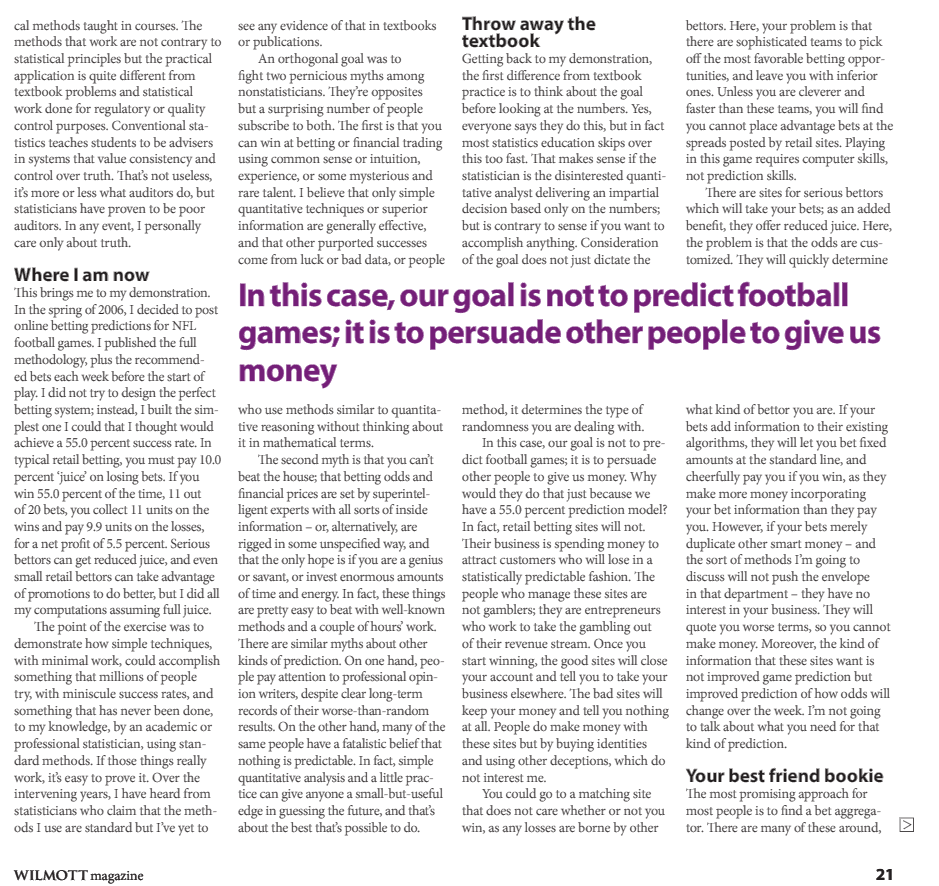 cal methods taught in courses. The
methods that work are not contrary to
statistical principles but the practical
application is quite different from
textbook problems and statistical
work done for regulatory or quality
control purposes. Conventional sta-
tistics teaches students to be advisers
in systems that value consistency and
control over truth. That's not useless,
it's more or less what auditors do, but
statisticians have proven to be poor
auditors. In any event, I personally
care only about truth.
Where I am now
This brings me to my demonstration.
In the spring of 2006, I decided to post
online betting predictions for NFL
football games. I published the full
methodology, plus the recommend-
ed bets each week before the start of
play. I did not try to design the perfect
betting system; instead, I built the sim-
plest one I could that I thought would
achieve a 55.0 percent success rate. In
typical retail betting, you must pay 10.0
percent 'juice' on losing bets. If you
win 55.0 percent of the time, 11 out
of 20 bets, you collect 11 units on the
wins and pay 9.9 units on the losses,
for a net profit of 5.5 percent. Serious
bettors can get reduced juice, and even
small retail bettors can take advantage
of promotions to do better, but I did all
my computations assuming full juice.
The point of the exercise was to
demonstrate how simple techniques,
with minimal work, could accomplish
something that millions of people
try, with miniscule success rates, and
something that has never been done,
to my knowledge, by an academic or
professional statistician, using stan-
dard methods. If those things really
work, it's easy to prove it. Over the
intervening years, I have heard from
statisticians who claim that the meth-
ods I use are standard but I've yet to
see any evidence of that in textbooks
or publications.
An orthogonal goal was to
fight two pernicious myths among
nonstatisticians. They're opposites
but a surprising number of people
subscribe to both. The first is that you
can win at betting or financial trading
using common sense or intuition,
experience, or some mysterious and
rare talent. I believe that only simple
quantitative techniques or superior
information are generally effective,
and that other purported successes
come from luck or bad data, or people
In this case, our goal is not to predict football
games; it is to persuade other people to give us
money
who use methods similar to quantita-
tive reasoning without thinking about
it in mathematical terms.
The second myth is that you can't
beat the house; that betting odds and
financial prices are set by superintel-
ligent experts with all sorts of inside
information – or, alternatively, are
rigged in some unspecified way, and
that the only hope is if you are a genius
or savant, or invest enormous amounts
of time and energy. In fact, these things
are pretty easy to beat with well-known
methods and a couple of hours' work.
There are similar myths about other
kinds of prediction. On one hand, peo-
ple pay attention to professional opin-
ion writers, despite clear long-term
records of their worse-than-random
results. On the other hand, many of the
same people have a fatalistic belief that
nothing is predictable. In fact, simple
quantitative analysis and a little prac-
tice can give anyone a small-but-useful
edge in guessing the future, and that's
about the best that's possible to do.
Throw away the
textbook
Getting back to my demonstration,
the first difference from textbook
practice is to think about the goal
before looking at the numbers. Yes,
everyone says they do this, but in fact
most statistics education skips over
this too fast. That makes sense if the
statistician is the disinterested quanti-
tative analyst delivering an impartial
decision based only on the numbers;
but is contrary to sense if you want to
accomplish anything. Consideration
of the goal does not just dictate the
method, it determines the type of
randomness you are dealing with.
In this case, our goal is not to pre-
dict football games; it is to persuade
other people to give us money. Why
would they do that just because we
have a 55.0 percent prediction model?
In fact, retail betting sites will not.
Their business is spending money to
attract customers who will lose in a
statistically predictable fashion. The
people who manage these sites are
not gamblers; they are entrepreneurs
who work to take the gambling out
of their revenue stream. Once you
start winning, the good sites will close
your account and tell you to take your
business elsewhere. The bad sites will
keep your money and tell you nothing
at all. People do make money with
these sites but by buying identities
and using other deceptions, which do
not interest me.
You could go to a matching site
that does not care whether or not you
win, as any losses are borne by other
bettors. Here, your problem is that
there are sophisticated teams to pick
off the most favorable betting oppor-
tunities, and leave you with inferior
ones. Unless you are cleverer and
faster than these teams, you will find
you cannot place advantage bets at the
spreads posted by retail sites. Playing
in this game requires computer skills,
not prediction skills.
There are sites for serious bettors
which will take your bets; as an added
benefit, they offer reduced juice. Here,
the problem is that the odds are cus-
tomized. They will quickly determine
what kind of bettor you are. If your
bets add information to their existing
algorithms, they will let you bet fixed
amounts at the standard line, and
cheerfully pay you if you win, as they
make more money incorporating
your bet information than they pay
you. However, if your bets merely
duplicate other smart money – and
the sort of methods I'm going to
discuss will not push the envelope
in that department – they have no
interest in your business. They will
quote you worse terms, so you cannot
make money. Moreover, the kind of
information that these sites want is
not improved game prediction but
improved prediction of how odds will
change over the week. I'm not going
to talk about what you need for that
kind of prediction.
Your best friend bookie
The most promising approach for
most people is to find a bet aggrega-
tor. There are many of these around, >
WILMOTT magazine
21